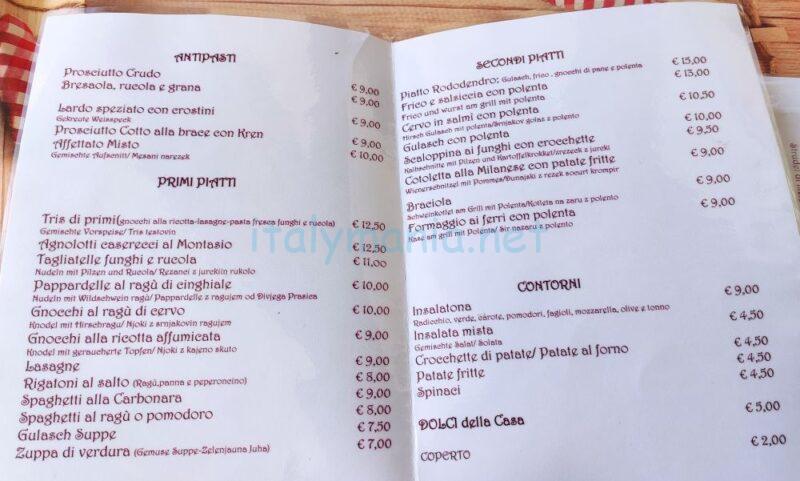 ANTIPASTI
Prosciutto Crudo € 9,00
Bresaola, rucola e grana € 9,00
Lardo speziato con crostini € 9,00
Gekreute Weisspeck
Prosciutto Cotto alla brace con Kren € 9,00
Affettato Misto € 10,00
Gemischte Aufsenitt/ Mesani narezek
PRIMI PIATTI
Tris di primi(gnocchi alla ricotta-lasagne-pasta fresca funghi e rucola) € 12,50
Gemischte Vorspeise/ Tris testovin
Agnolotti casereccì al Montasio € 12,50
Tagliatelle funghi e rucola € 11,00
Nudeln mit Pilzen und Rucola/ Rezanci z jurckiin rukolo
Pappardelle al ragù di cinghiale € 10,00
Nudeln mit Wildschwein ragù/ Pappardelle z ragujem od Divjega Prasica
Gnocchi al ragù di cervo € 10,00
Knodel mit Hirschragu/ Njoki z srnjakovin ragujem
Gnocchi alla ricotta affumicata € 9,00
Knodel mit geraucherte Topfen/ Njoki z kajeno skuto
Lasagne € 9,00
Rigatoni al salto (Ragù,panna e peperoncino) € 8,00
Spaghetti alla Carbonara € 9,00
Spaghetti al ragù o pomodoro € 8,00
Gulasch Suppe € 7,50
Zuppa di verdura (Gemuse Suppe-Zelenjauna Juha) € 7,00
SECONDI PIATTI
Piatto Rododendro: Gulasch, frico , gnocchi di pane e polenta € 15,00
Frico e salsiccia con polenta € 13,00
Frico und wurst am grill mit polenta
Cervo in salmi con polenta € 10,50
Hirsch Gulasch mit polenta/Srnjakov golas z polento
Gulasch con polenta € 10,00
Scaloppina ai funghi con crocchette € 9,50
Kalbschnitte mit Pilzen und Kartoffelkrokket/zrezeck z jurcki
Cotoletta alla Milanese con patate fritte € 9,00
Wienerschnitzel mit Pommes/Dunajski z rezek socurt krompir
Braciola € 9,00
Schweinkotlet am Grill mit Polenta/Kotleta na zaru z polento
Formaggio ai ferri con polenta € 9,00
Kase am grill mit Polenta/ Sir nazaru z polento
italymania.net
CONTORNI
Insalatona € 9,00
Radicchio, verde, carote, pomodori, fagioli, mozzarella, olive e tonno
Insalata mista € 4,50
Gemischte Salat/ Solata
Crocchette di patate/ Patate al forno € 4,50
Patate fritte € 4,50
Spinaci € 4,50
DOLCI della Casa € 5,00
COPERTO € 2,00